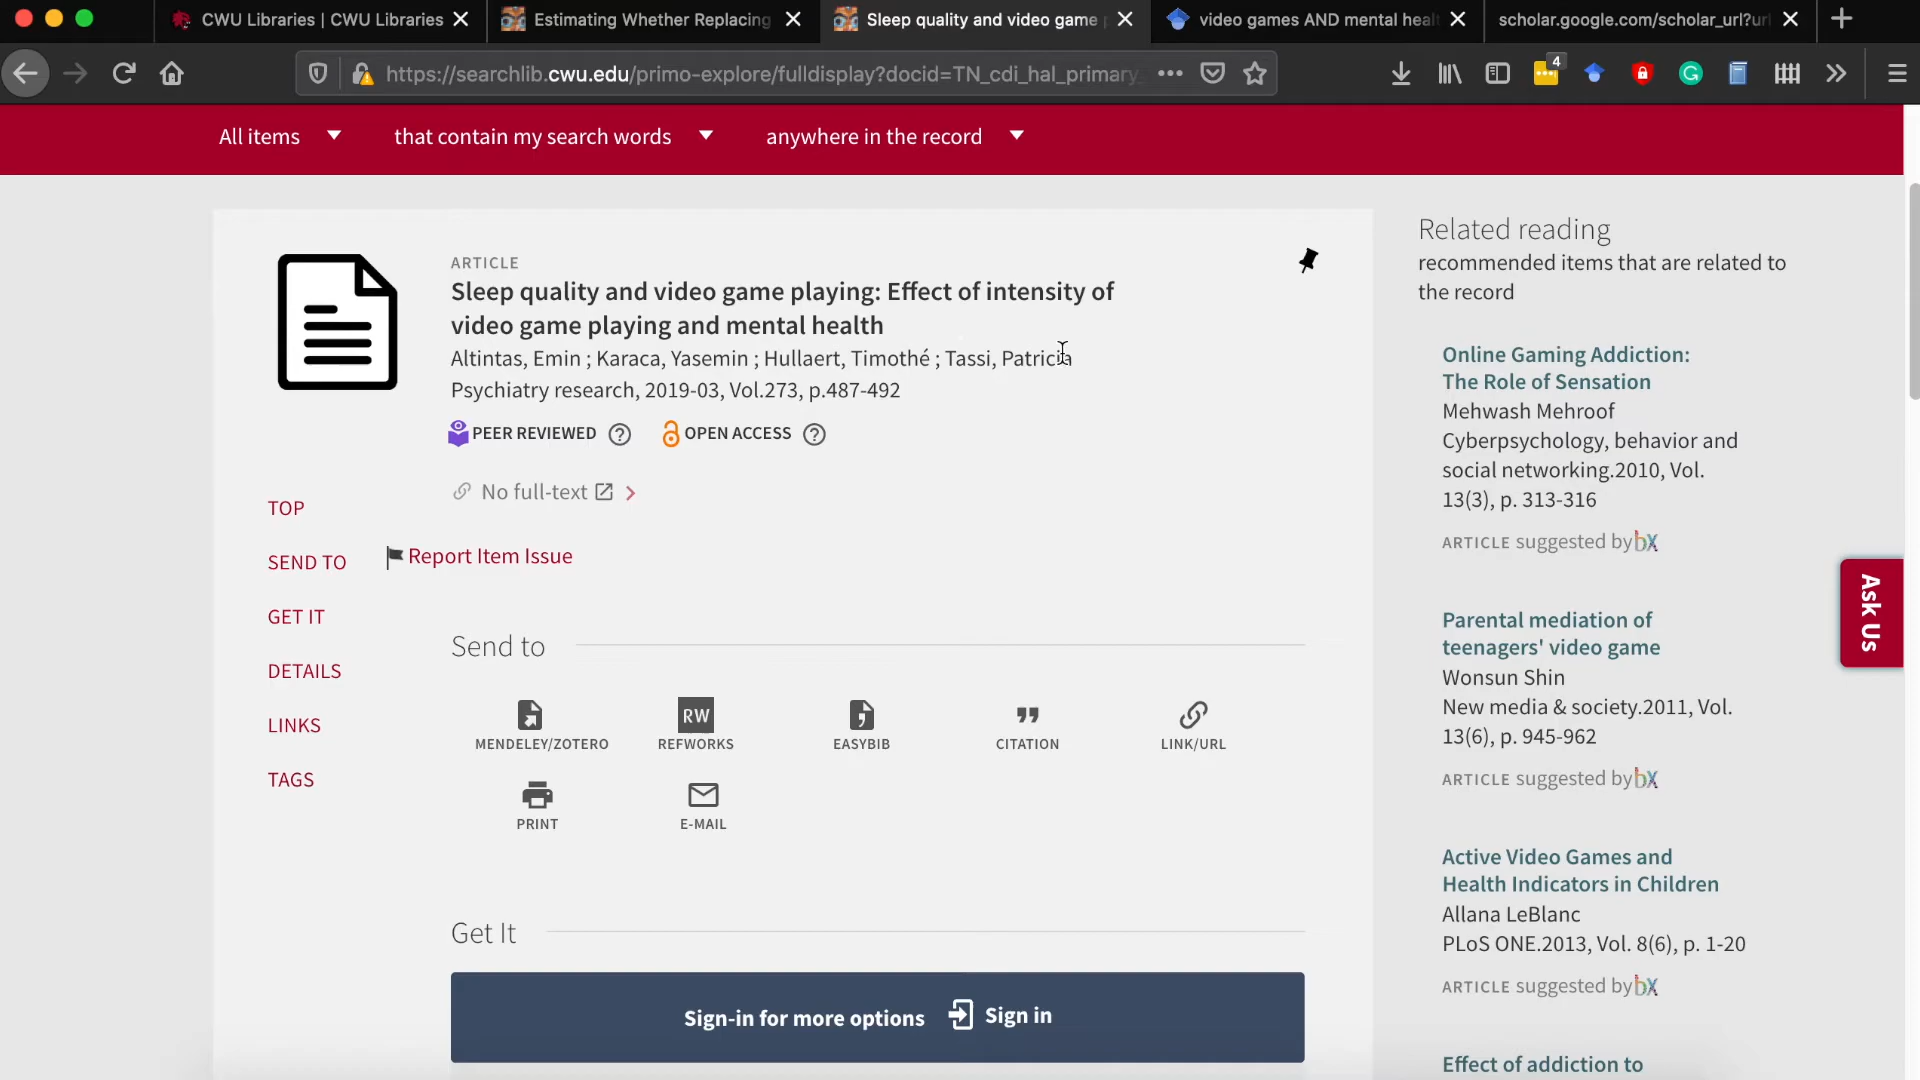 CWU Libraries | CWU Libraries
Estimating Whether Replacing
Sleep quality and video game
video games AND mental heal
scholar.google.com/scholar_url?url
https://searchlib.cwu.edu/primo-explore/fulldisplay?docid=TN_cdi_hal_primary_
4
All items
that contain my search words
anywhere in the record
ARTICLE
Sleep quality and video game playing: Effect of intensity of
video game playing and mental health
Altintas, Emin ; Karaca, Yasemin ; Hullaert, Timothé ; Tassi, Patricia
Psychiatry research, 2019-03, Vol.273, p.487-492
PEER REVIEWED
OPEN ACCESS
No full-text
TOP
SEND TO
GET IT
DETAILS
LINKS
TAGS
Report Item Issue
Send to
RW
MENDELEY/ZOTERO
REFWORKS
EASYBIB
CITATION
LINK/URL
PRINT
E-MAIL
Get It
Sign-in for more options
Sign in
Related reading
recommended items that are related to
the record
Online Gaming Addiction:
The Role of Sensation
Mehwash Mehroof
Cyberpsychology, behavior and
social networking.2010, Vol.
13(3), p. 313-316
ARTICLE suggested by bX
Parental mediation of
teenagers' video game
Wonsun Shin
New media & society.2011, Vol.
13(6), p. 945-962
ARTICLE suggested by bX
Active Video Games and
Health Indicators in Children
Allana LeBlanc
PLoS ONE.2013, Vol. 8(6), p. 1-20
ARTICLE suggested by bX
Effect of addiction to
Ask Us